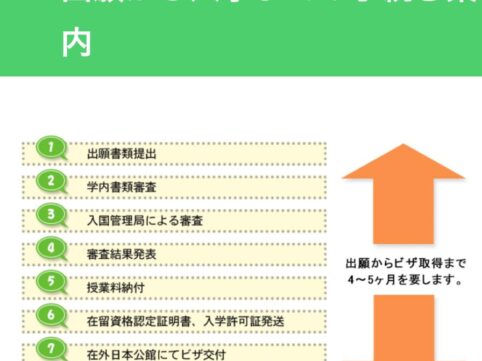 内
1 出願書類提出
2 学内書類審査
3 入国管理局による審査
4 審査結果発表
5 授業料納付
6 在留資格認定証明書、入学許可証発送
7 在外日本公館にてビザ交付
出願からビザ取得まで
4〜5ヶ月を要します。